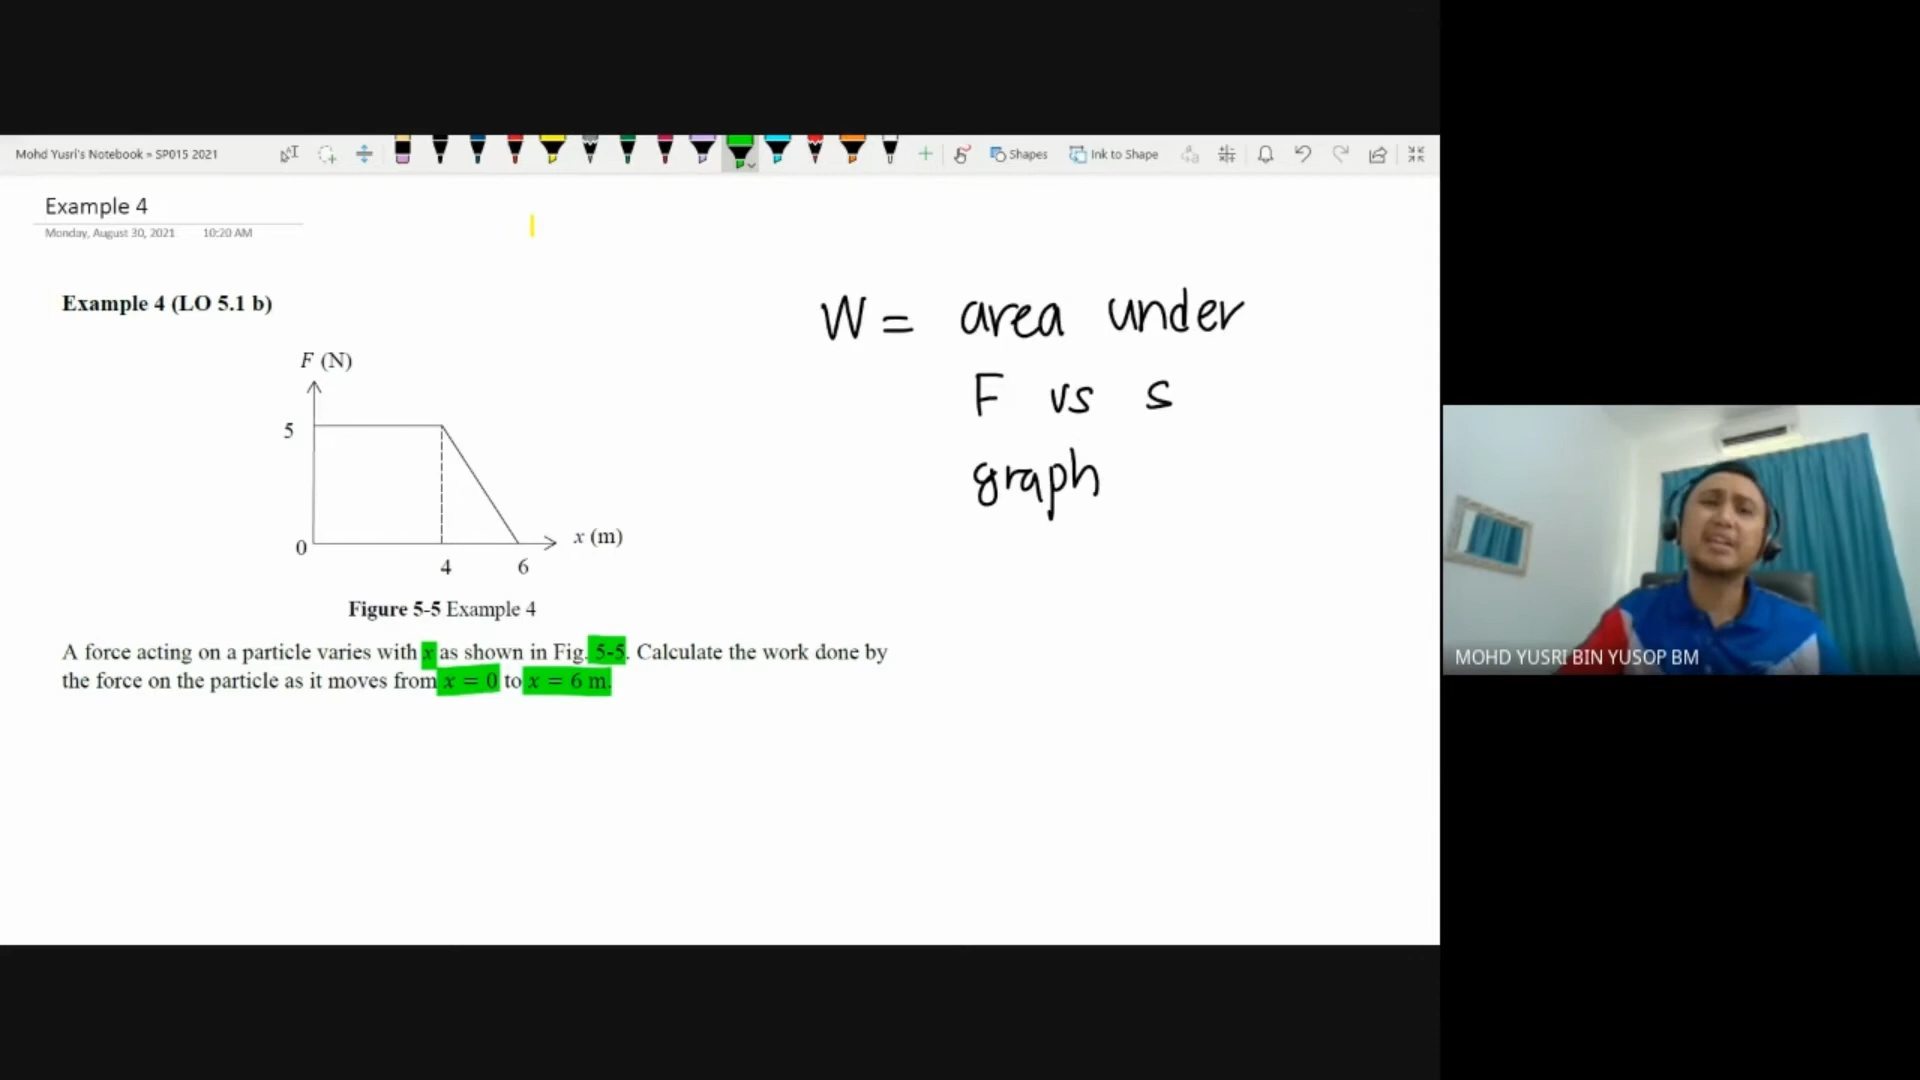 Mohd Yusri's Notebook » SP015 2021
Shapes
Ink to Shape
Example 4
Monday, August 30, 2021 10:20 AM
Example 4 (LO 5.1 b)
F (N)
5
0
4
6
x (m)
Figure 5-5 Example 4
A force acting on a particle varies with x as shown in Fig. 5-5. Calculate the work done by
the force on the particle as it moves from x = 0 to x = 6 m.
W = area under
F vs s
graph
MOHD YUSRI BIN YUSOP BM